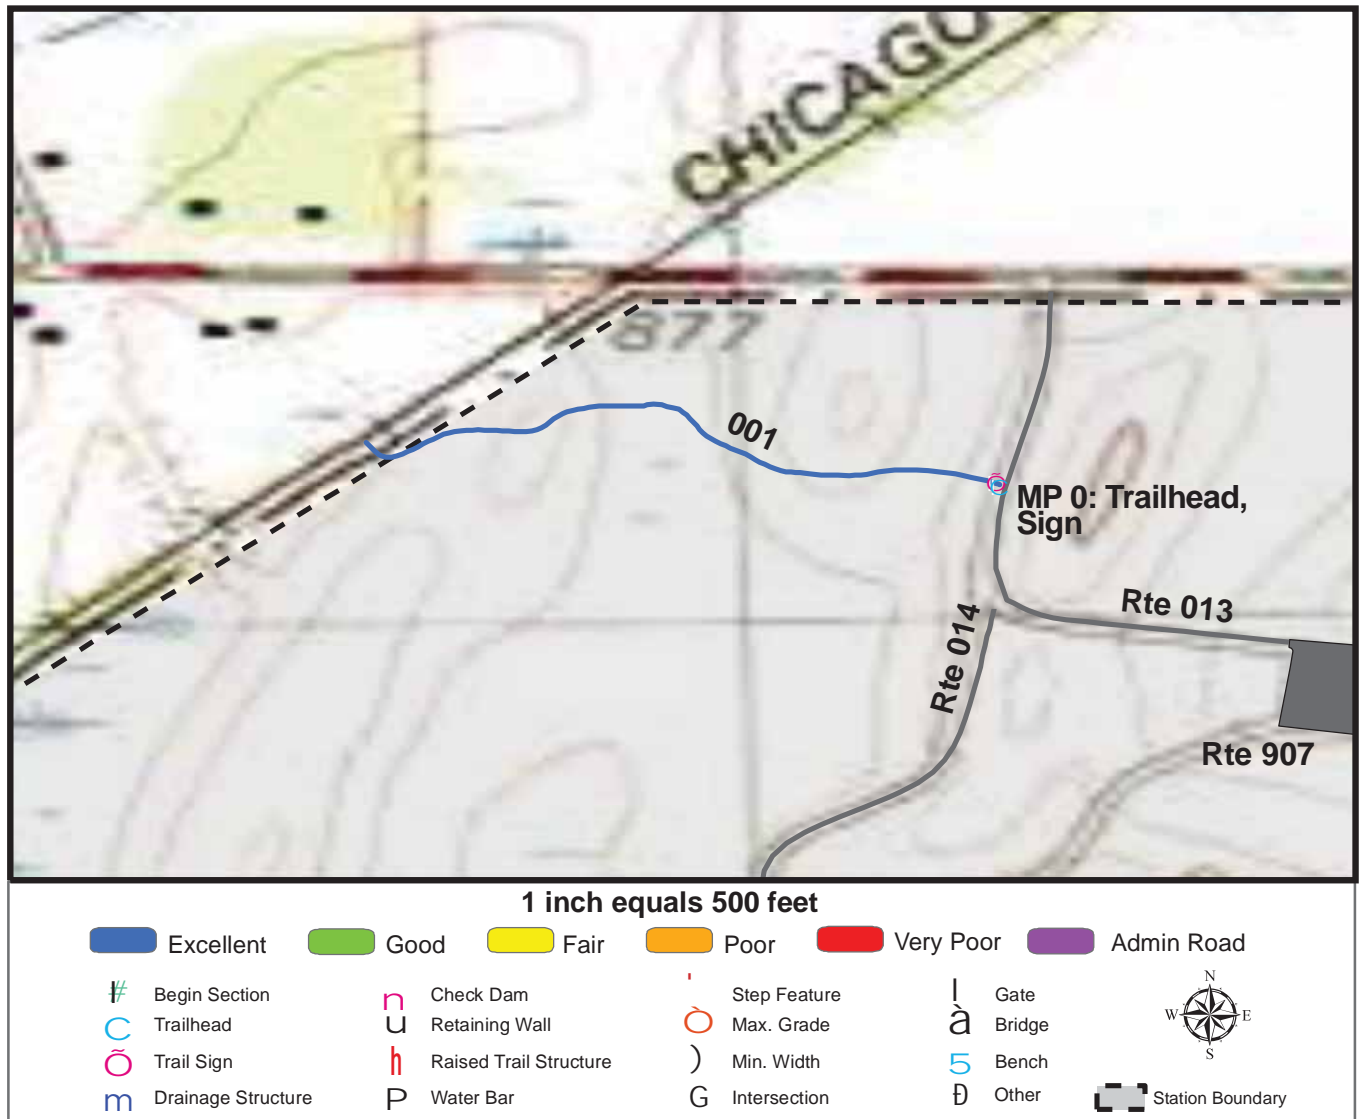 CHICAGO
877
001
MP 0: Trailhead,
Sign
Rte 013
Rte 014
Rte 907
1 inch equals 500 feet
Excellent
Good
Fair
Poor
Very Poor
Admin Road
# Begin Section
C Trailhead
Õ Trail Sign
m Drainage Structure
n Check Dam
u Retaining Wall
h Raised Trail Structure
P Water Bar
' Step Feature
Ò Max. Grade
) Min. Width
G Intersection
l Gate
à Bridge
5 Bench
Đ Other
N
W E
S
Station Boundary